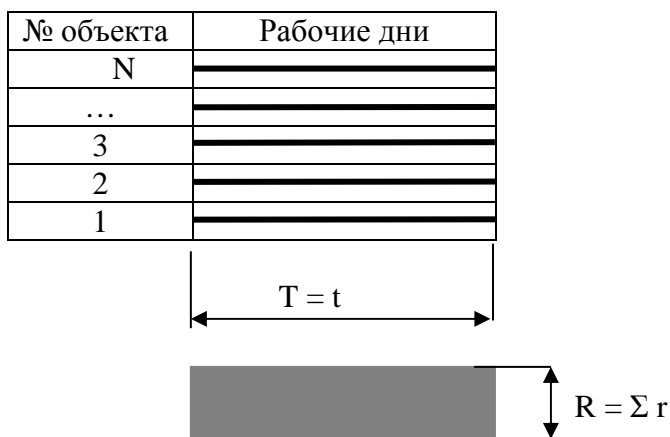 № объекта Рабочие дни
N
...
3
2
1
T = t
R = Σ r